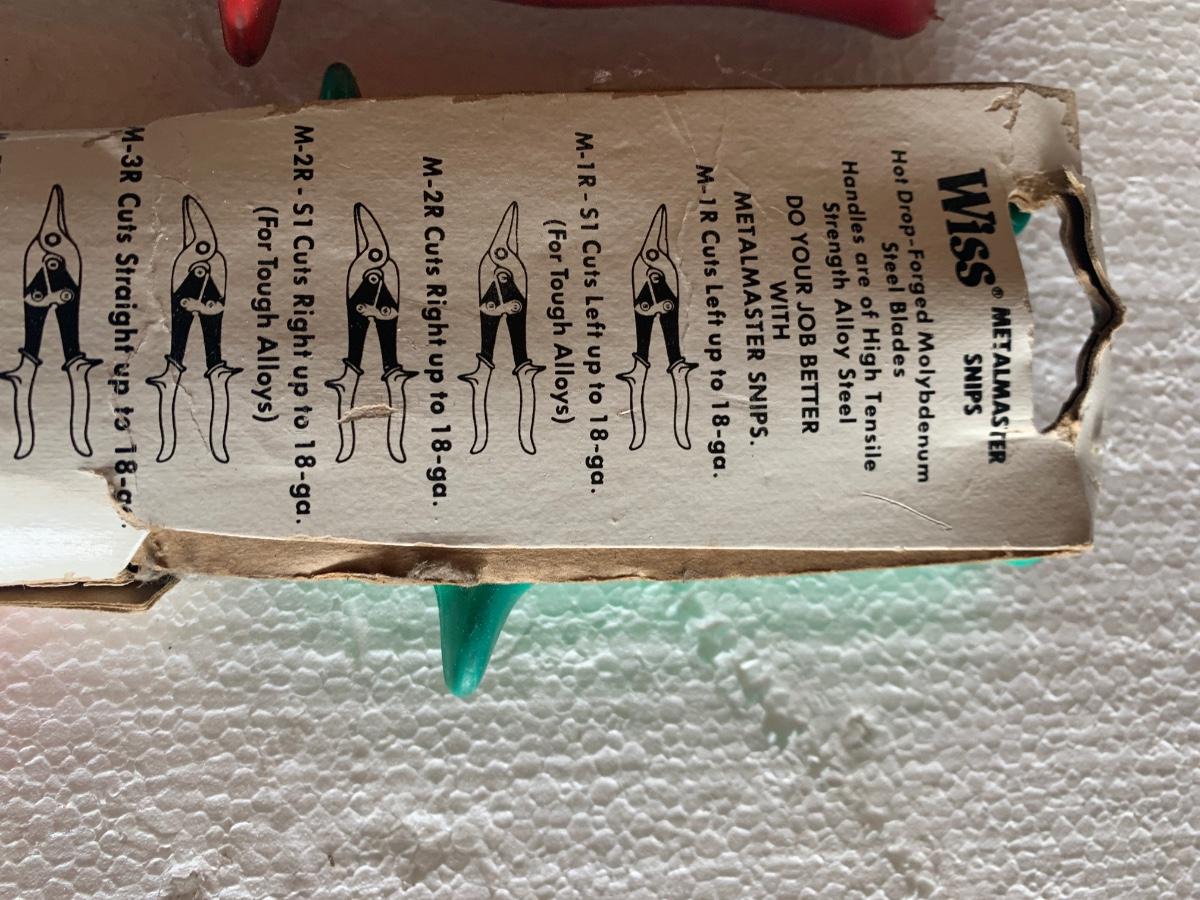 Wiss® METALMASTER
SNIPS
Hot Drop-Forged Molybdenum
Steel Blades
Handles are of High Tensile
Strength Alloy Steel
DO YOUR JOB BETTER
WITH
METALMASTER SNIPS.
M-1R Cuts Left up to 18-ga.
M-1R - S1 Cuts Left up to 18-ga.
(For Tough Alloys)
M-2R Cuts Right up to 18-ga.
M-2R - S1 Cuts Right up to 18-ga.
(For Tough Alloys)
M-3R Cuts Straight up to 18-ga.